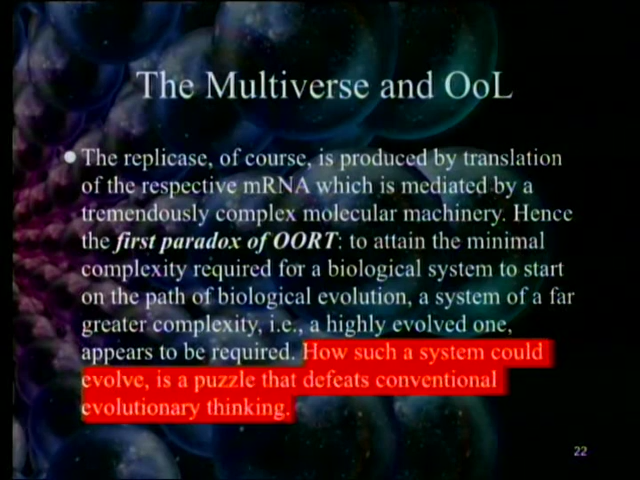 The Multiverse and OoL
The replicase, of course, is produced by translation
of the respective mRNA which is mediated by a
tremendously complex molecular machinery. Hence
the first paradox of OORT: to attain the minimal
complexity required for a biological system to start
on the path of biological evolution, a system of a far
greater complexity, i.e., a highly evolved one,
appears to be required. How such a system could
evolve, is a puzzle that defeats conventional
evolutionary thinking.
22